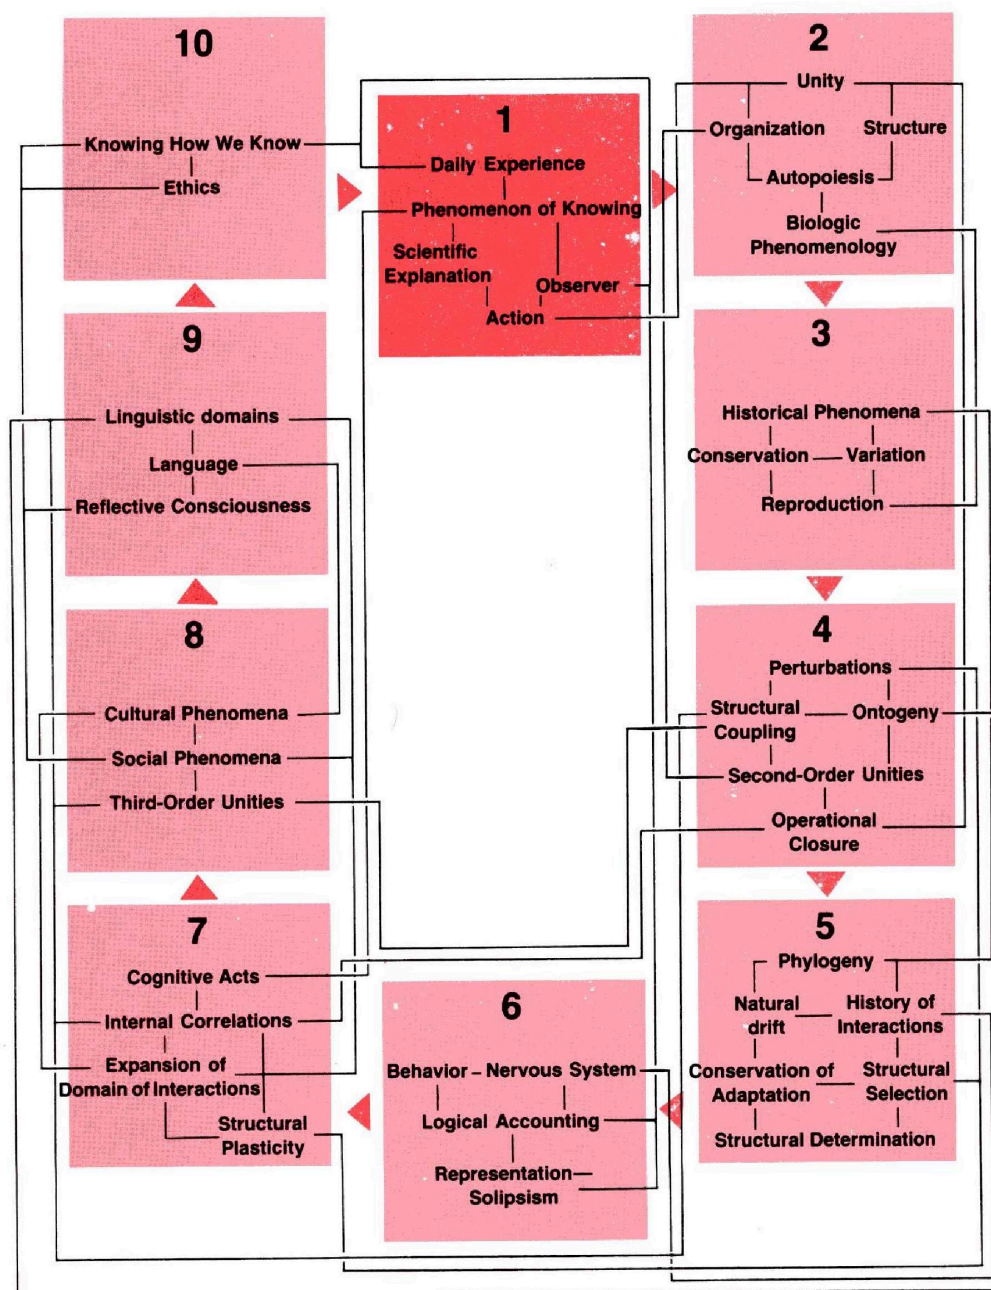 10
Knowing How We Know
Ethics
1
Daily Experience
Phenomenon of Knowing
Scientific
Explanation
Observer
Action
2
Unity
Organization
Structure
Autopoiesis
Biologic
Phenomenology
3
Historical Phenomena
Conservation
Variation
Reproduction
4
Perturbations
Structural
Coupling
Ontogeny
Second-Order Unities
Operational
Closure
5
Phylogeny
Natural
drift
History of
Interactions
Conservation of
Adaptation
Structural
Selection
Structural Determination
6
Behavior – Nervous System
Logical Accounting
Representation
Solipsism
7
Cognitive Acts
Internal Correlations
Expansion of
Domain of Interactions
Structural
Plasticity
8
Cultural Phenomena
Social Phenomena
Third-Order Unities
9
Linguistic domains
Language
Reflective Consciousness